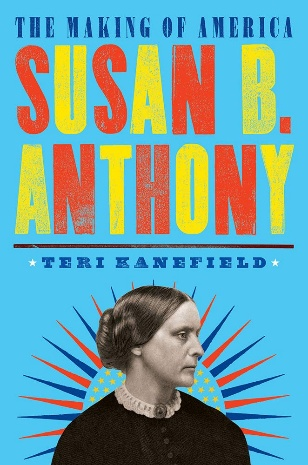 THE MAKING OF AMERICA
SUSAN B.
ANTHONY
TERI KANEFIELD